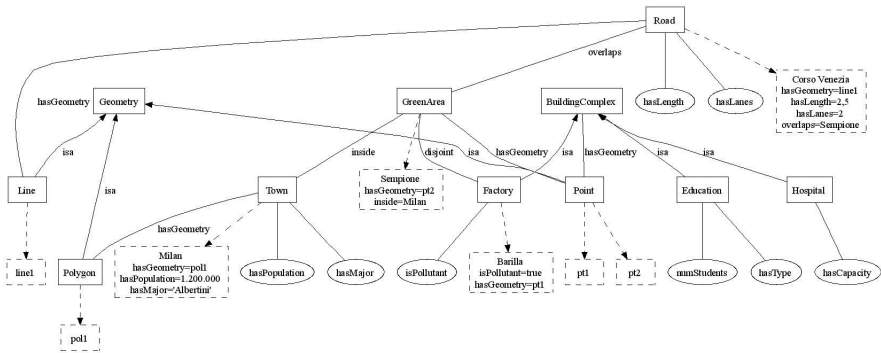 Road
overlaps
Corso Venezia
hasGeometry=line1
hasLength=2,5
hasLanes=2
overlaps=Sempione
hasGeometry
Geometry
GreenArea
BuildingComplex
hasLength
hasLanes
isa
isa
inside
disjoint
isa
hasGeometry
isa
hasGeometry
isa
isa
Line
Town
Sempione
hasGeometry=pt2
inside=Milan
Factory
Point
Education
Hospital
hasGeometry
line1
Polygon
Milan
hasGeometry=pol1
hasPopulation=1.200.000
hasMajor='Albertini'
hasPopulation
hasMajor
isPollutant
Barilla
isPollutant=true
hasGeometry=pt1
pt1
pt2
numStudents
hasType
hasCapacity
pol1